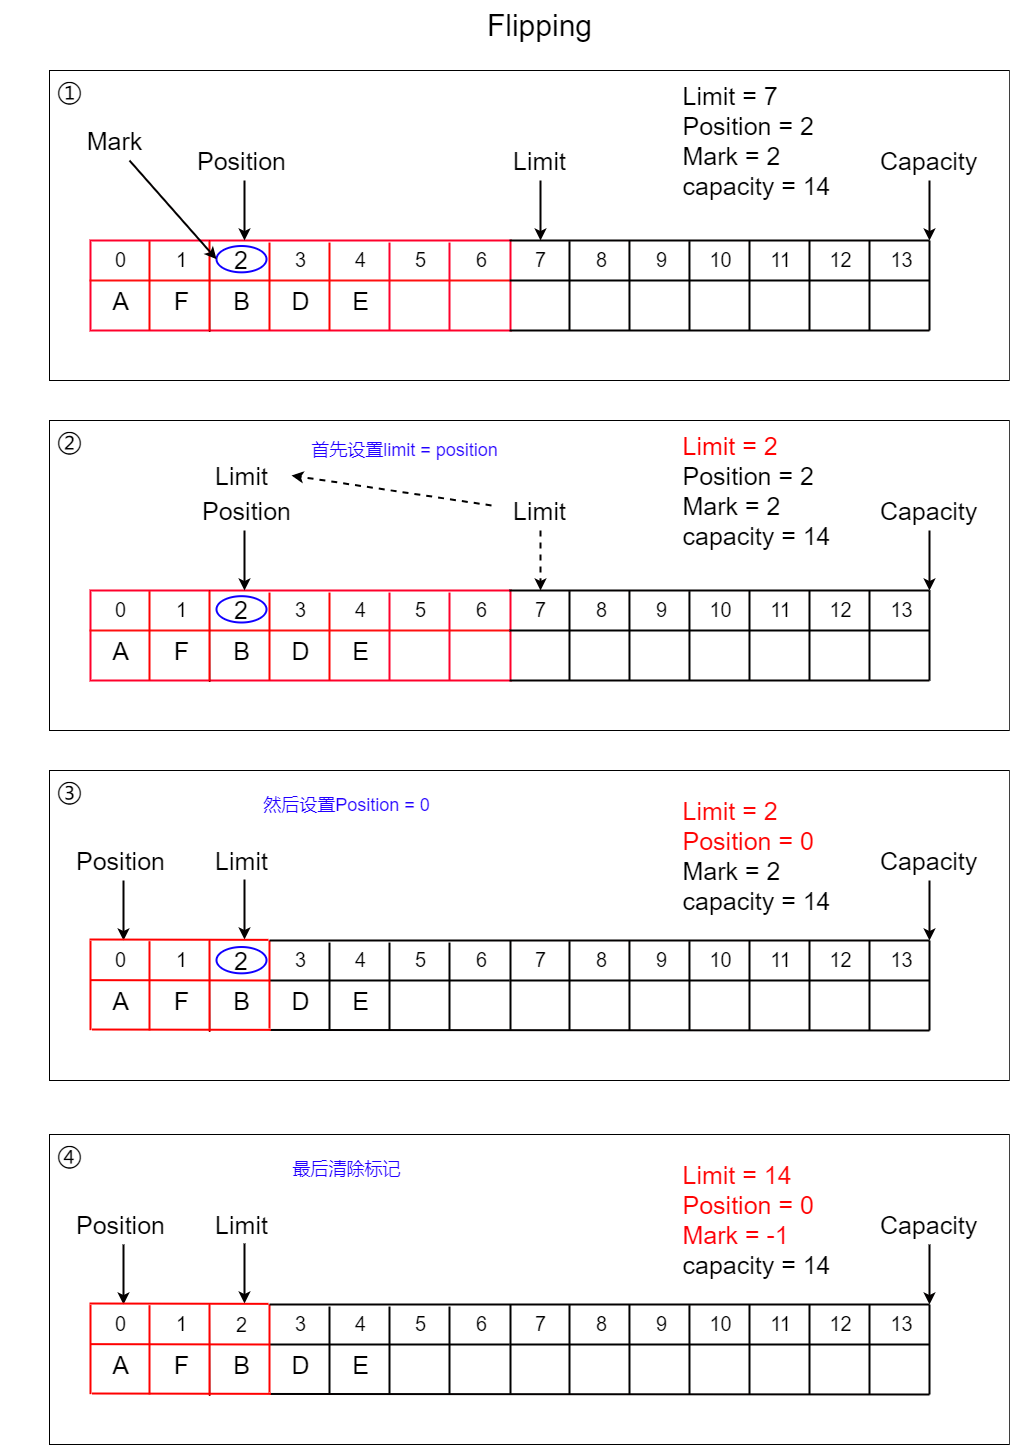 Flipping
①
Limit = 7
Position = 2
Mark = 2
capacity = 14
Mark
Position
Limit
Capacity
0 1 2 3 4 5 6 7 8 9 10 11 12 13
A F B D E
②
首先设置limit = position
Limit = 2
Position = 2
Mark = 2
capacity = 14
Limit
Position
Limit
Capacity
0 1 2 3 4 5 6 7 8 9 10 11 12 13
A F B D E
③
然后设置Position = 0
Limit = 2
Position = 0
Mark = 2
capacity = 14
Position
Limit
Capacity
0 1 2 3 4 5 6 7 8 9 10 11 12 13
A F B D E
④
最后清除标记
Limit = 14
Position = 0
Mark = -1
capacity = 14
Position
Limit
Capacity
0 1 2 3 4 5 6 7 8 9 10 11 12 13
A F B D E